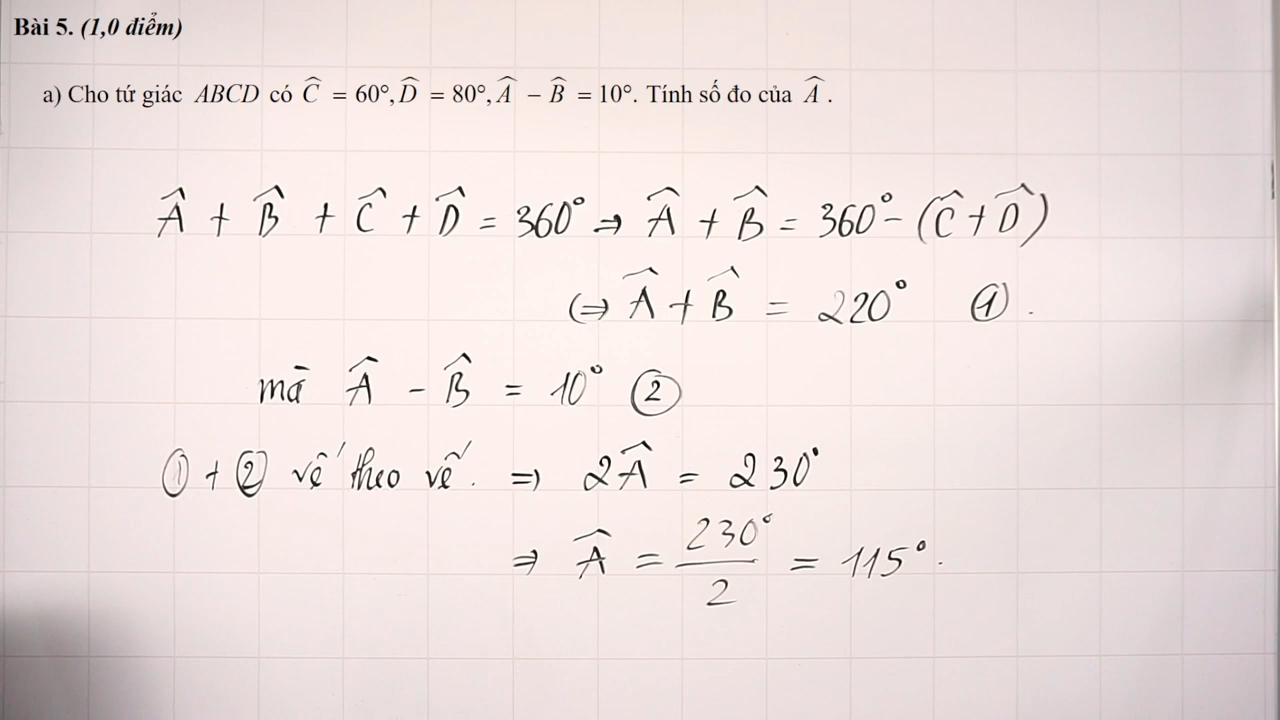 Bài 5. (1,0 điểm)
a) Cho tứ giác ABCD có Ĉ = 60°, D̂ = 80°, Â − B̂ = 10°. Tính số đo của Â.
Â + B̂ + Ĉ + D̂ = 360° ⇒ Â + B̂ = 360° − (Ĉ + D̂)
⇔ Â + B̂ = 220° ①.
mà Â − B̂ = 10° ②
① + ② vế theo vế. ⇒ 2Â = 230°
⇒ Â = 230°/2 = 115°.